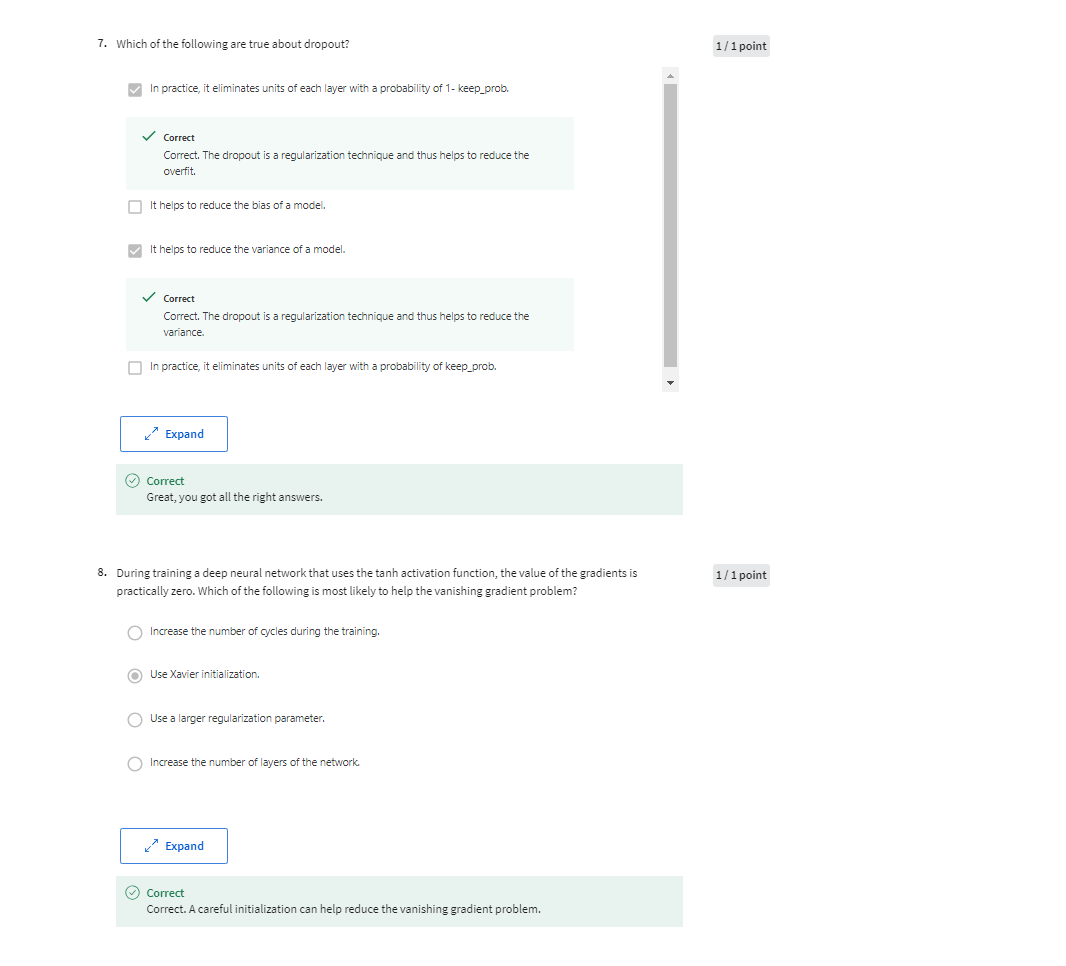 7. Which of the following are true about dropout?
1 / 1 point
In practice, it eliminates units of each layer with a probability of 1- keep_prob.
Correct
Correct. The dropout is a regularization technique and thus helps to reduce the
overfit.
It helps to reduce the bias of a model.
It helps to reduce the variance of a model.
Correct
Correct. The dropout is a regularization technique and thus helps to reduce the
variance.
In practice, it eliminates units of each layer with a probability of keep_prob.
Expand
Correct
Great, you got all the right answers.
8. During training a deep neural network that uses the tanh activation function, the value of the gradients is
practically zero. Which of the following is most likely to help the vanishing gradient problem?
1 / 1 point
Increase the number of cycles during the training.
Use Xavier initialization.
Use a larger regularization parameter.
Increase the number of layers of the network.
Expand
Correct
Correct. A careful initialization can help reduce the vanishing gradient problem.